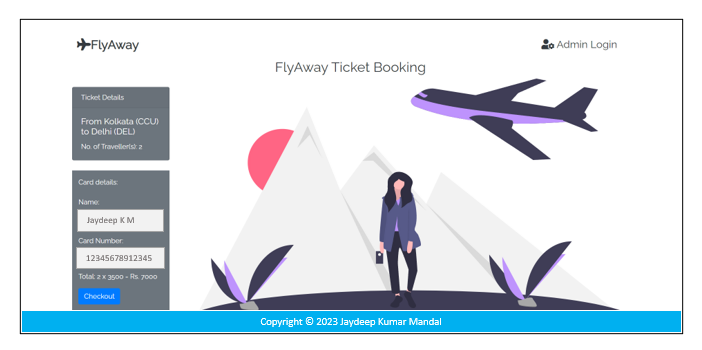 FlyAway
Admin Login
FlyAway Ticket Booking
Ticket Details
From Kolkata (CCU)
to Delhi (DEL)
No. of Traveller(s): 2
Card details:
Name:
Jaydeep K M
Card Number:
12345678912345
Total: 2 x 3500 - Rs. 7000
Checkout
Copyright © 2023 Jaydeep Kumar Mandal